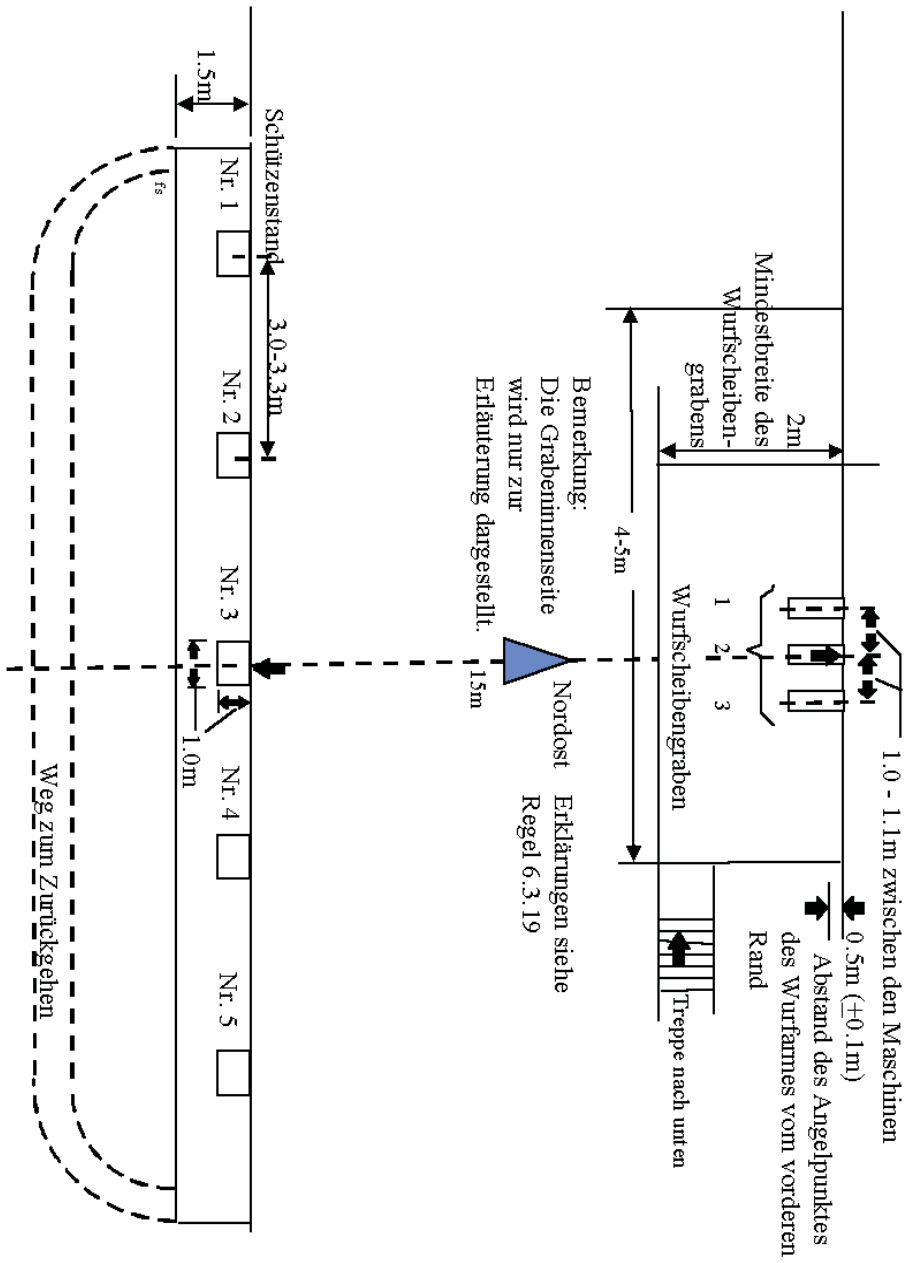 1.0 - 1.1m zwischen den Maschinen
0.5m (±0.1m)
Abstand des Angelpunktes
des Wurfarmes vom vorderen
Rand
Mindestbreite des
Wurfscheiben-
grabens
2m
1
2
3
Wurfscheibengraben
Treppe nach unten
4-5m
Bemerkung:
Die Grabeninnenseite
wird nur zur
Erläuterung dargestellt.
Nordost
Erklärungen siehe
Regel 6.3.19
15m
Schützenstand
3.0-3.3m
1.5m
Nr. 1
Nr. 2
Nr. 3
Nr. 4
Nr. 5
1.0m
fs
Weg zum Zurückgehen